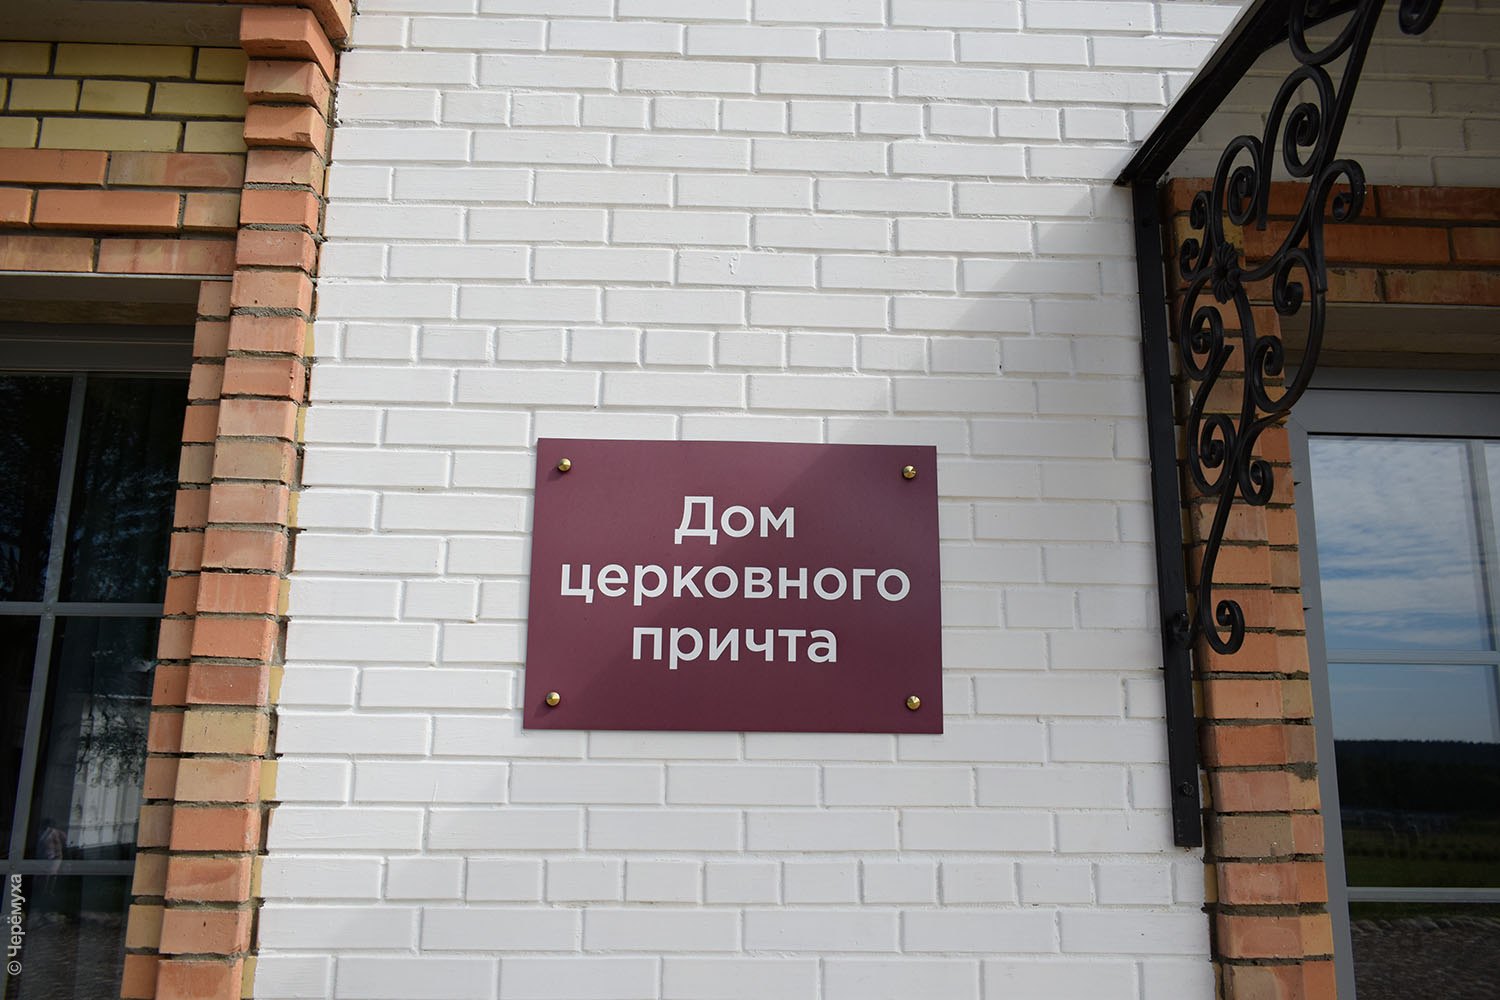 Дом
церковного
причта
© Черёмуха